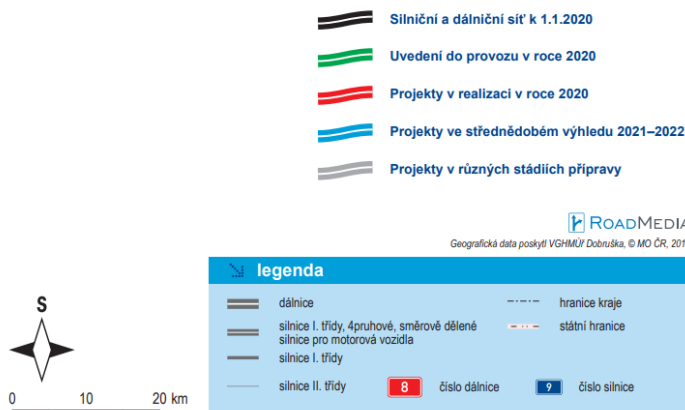 Silniční a dálniční síť k 1.1.2020
Uvedení do provozu v roce 2020
Projekty v realizaci v roce 2020
Projekty ve střednědobém výhledu 2021–2022
Projekty v různých stádiích přípravy
ROADMEDIA
Geografická data poskytl VGHMÚř Dobruška, © MO ČR, 201
legenda
dálnice
hranice kraje
silnice I. třídy, 4pruhové, směrově dělené
silnice pro motorová vozidla
státní hranice
silnice I. třídy
silnice II. třídy
8 číslo dálnice
9 číslo silnice
S
0 10 20 km